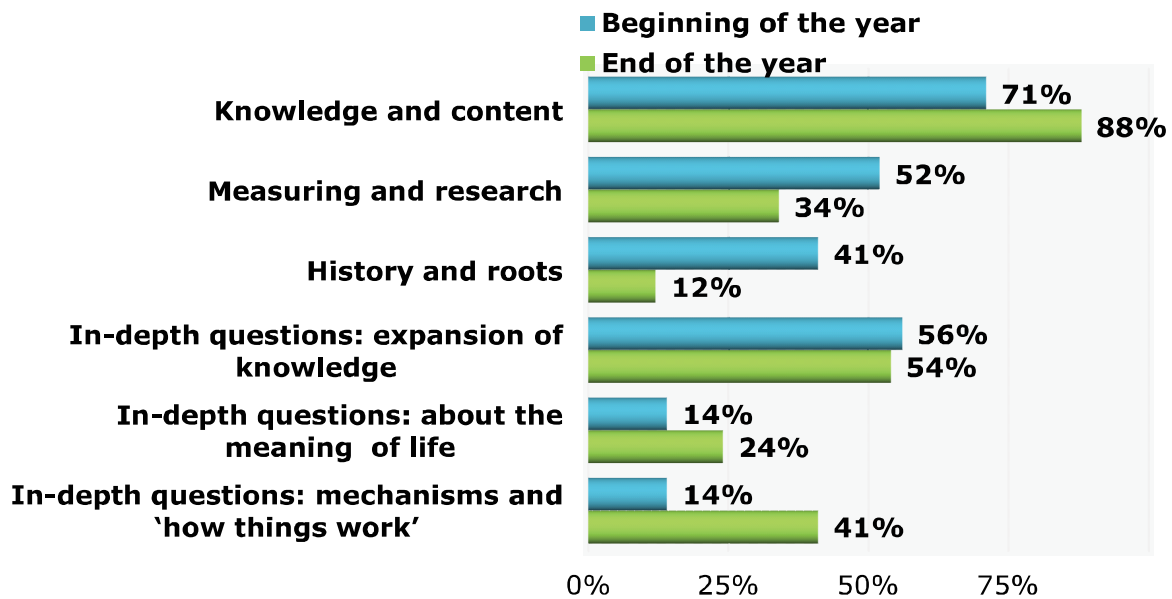 Beginning of the year
End of the year
Knowledge and content
71%
88%
Measuring and research
52%
34%
History and roots
41%
12%
In-depth questions: expansion of
knowledge
56%
54%
In-depth questions: about the
meaning of life
14%
24%
In-depth questions: mechanisms and
‘how things work’
14%
41%
0% 25% 50% 75%